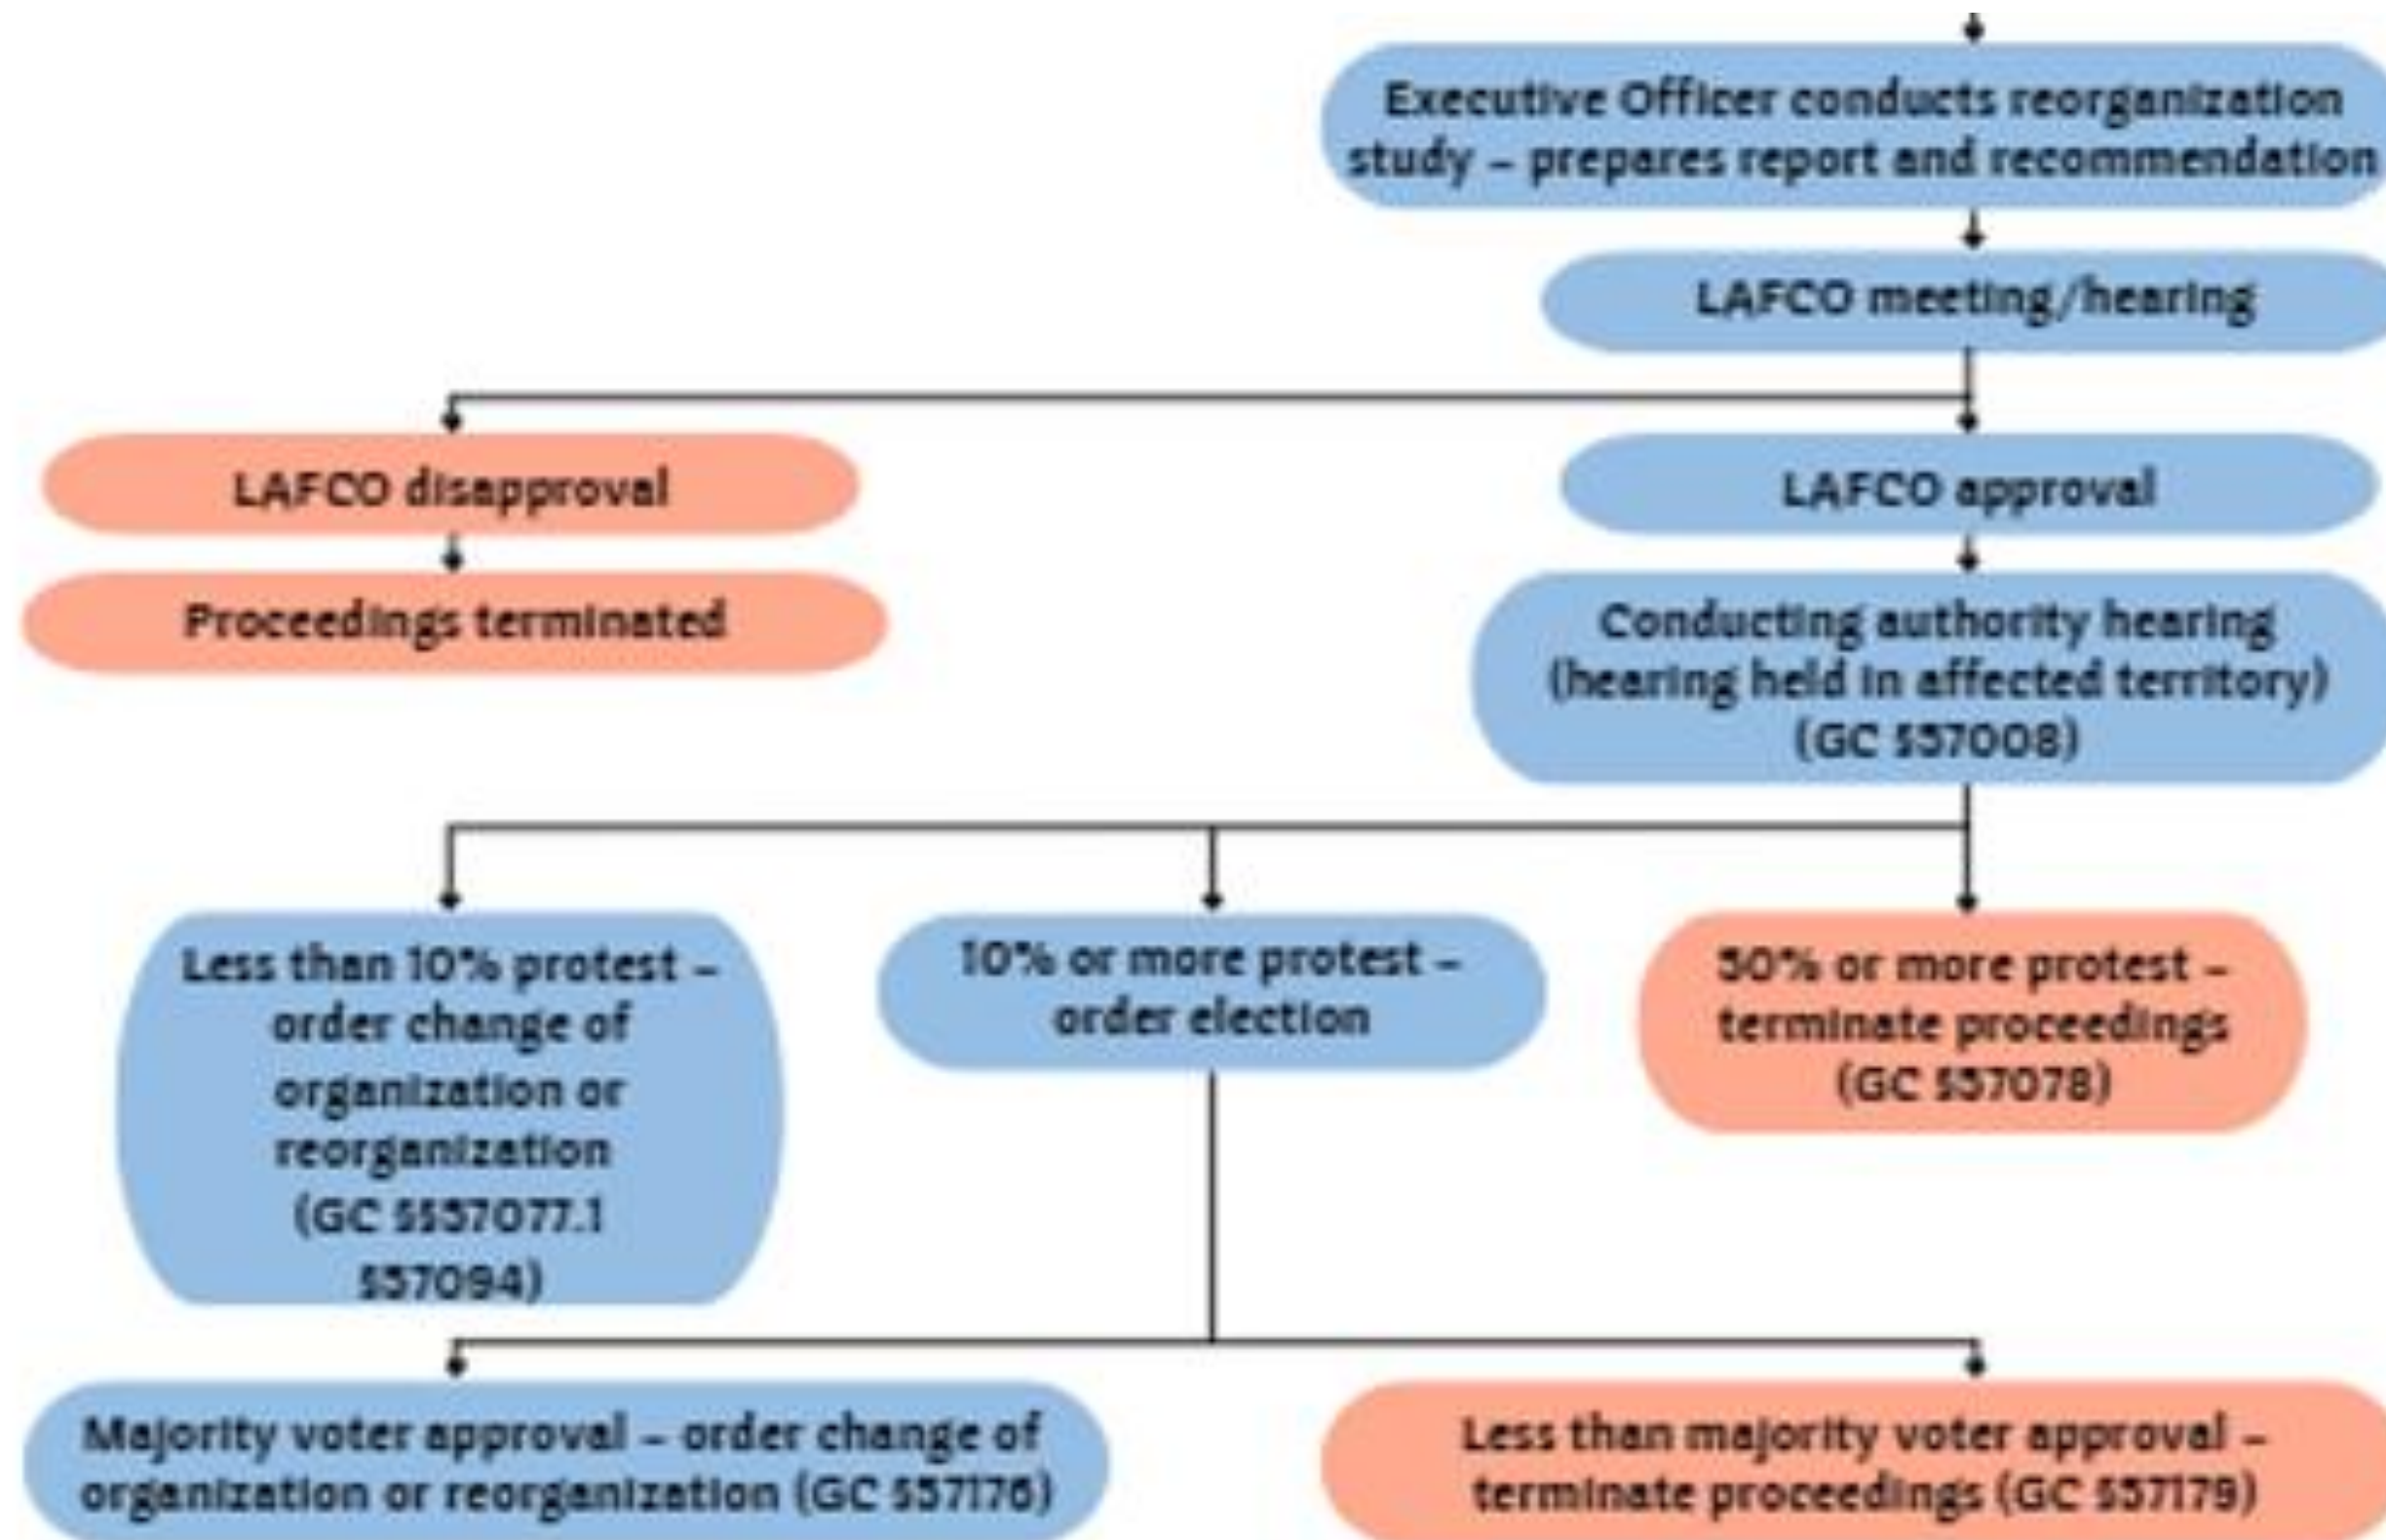 Executive Officer conducts reorganization
study – prepares report and recommendation
LAFCO meeting/hearing
LAFCO disapproval
LAFCO approval
Proceedings terminated
Conducting authority hearing
(hearing held in affected territory)
(GC §57008)
Less than 10% protest –
order change of
organization or
reorganization
(GC §§57077.1
§57094)
10% or more protest –
order election
50% or more protest –
terminate proceedings
(GC §57078)
Majority voter approval – order change of
organization or reorganization (GC §57176)
Less than majority voter approval –
terminate proceedings (GC §57179)